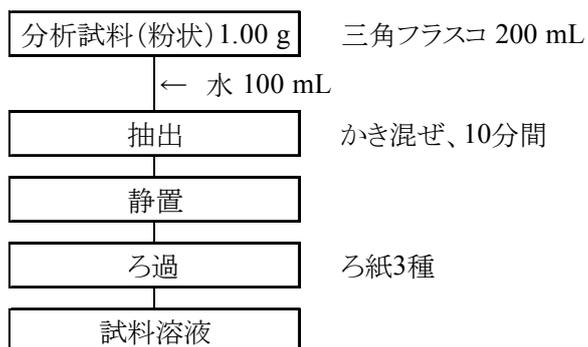 分析試料(粉状)1.00 g 三角フラスコ 200 mL
← 水 100 mL
抽出 かき混ぜ、10分間
静置
ろ過 ろ紙3種
試料溶液